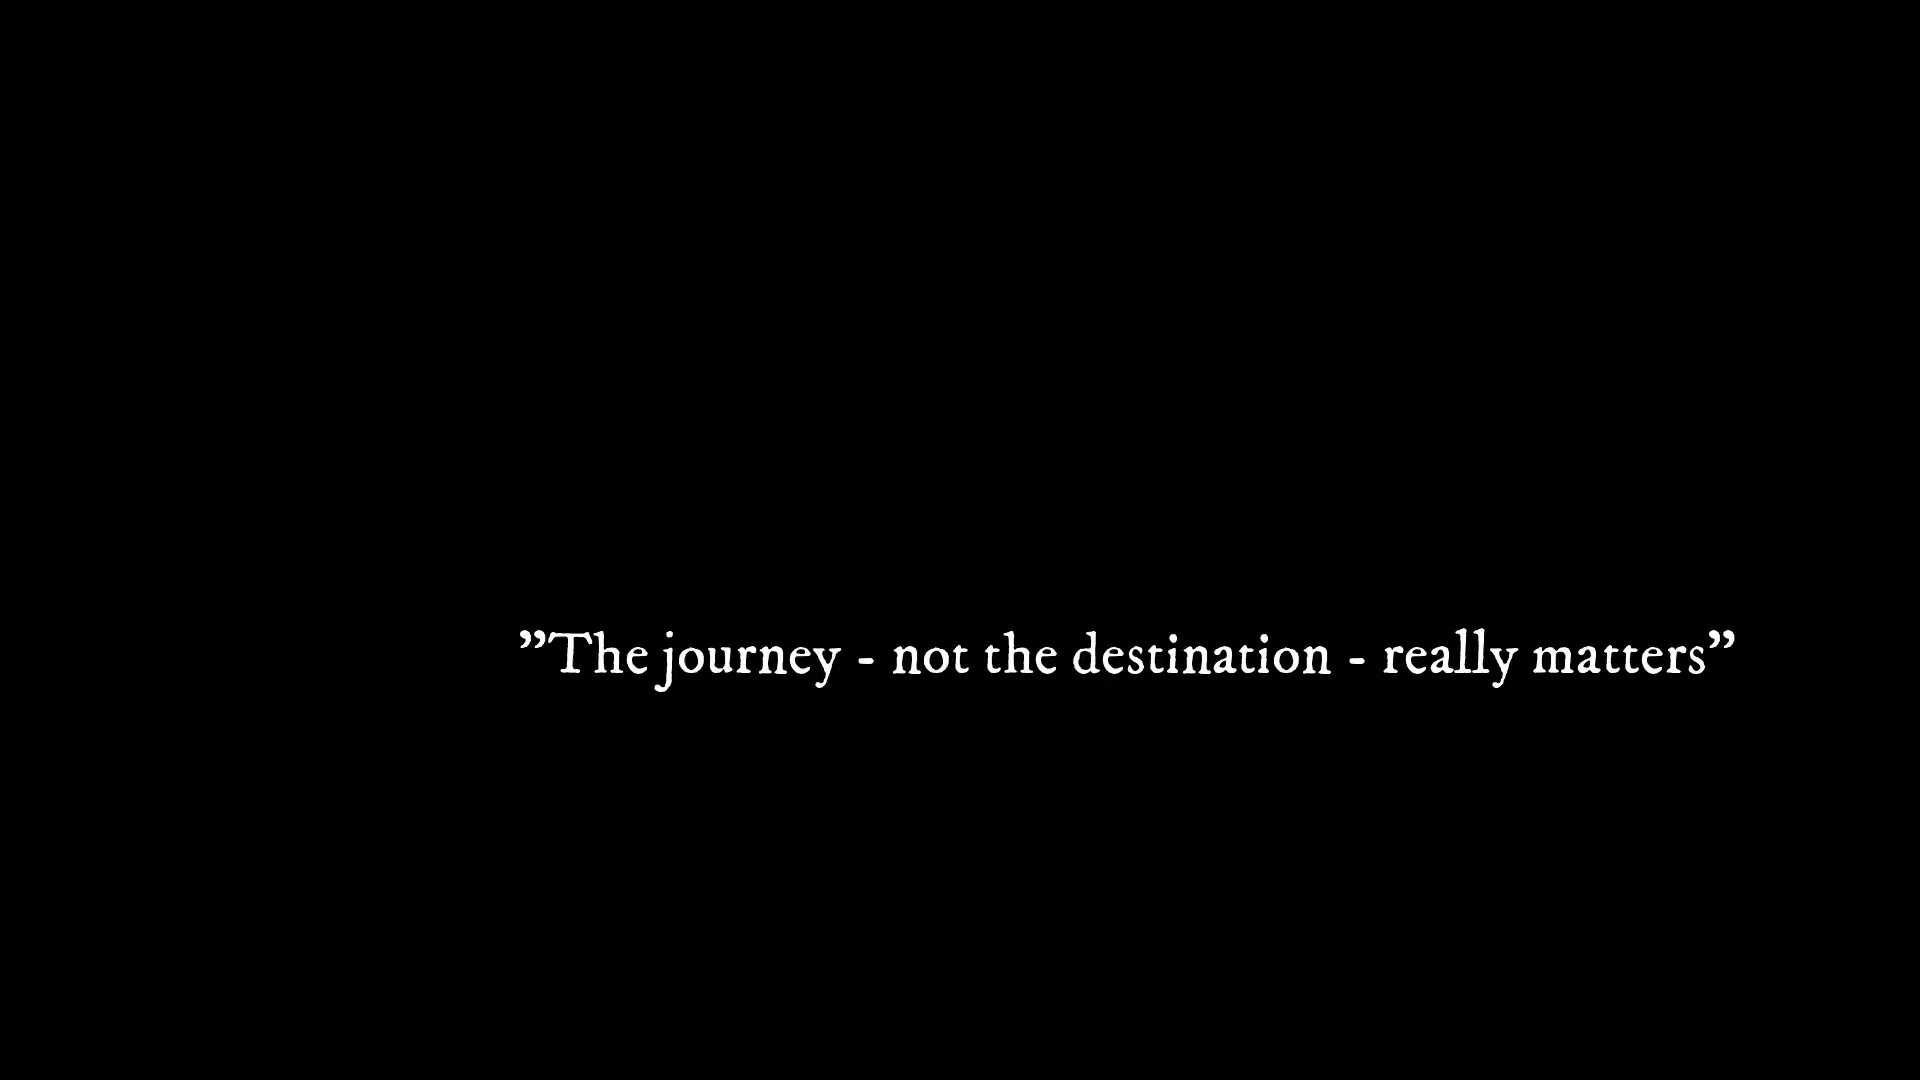 ”The journey - not the destination - really matters”